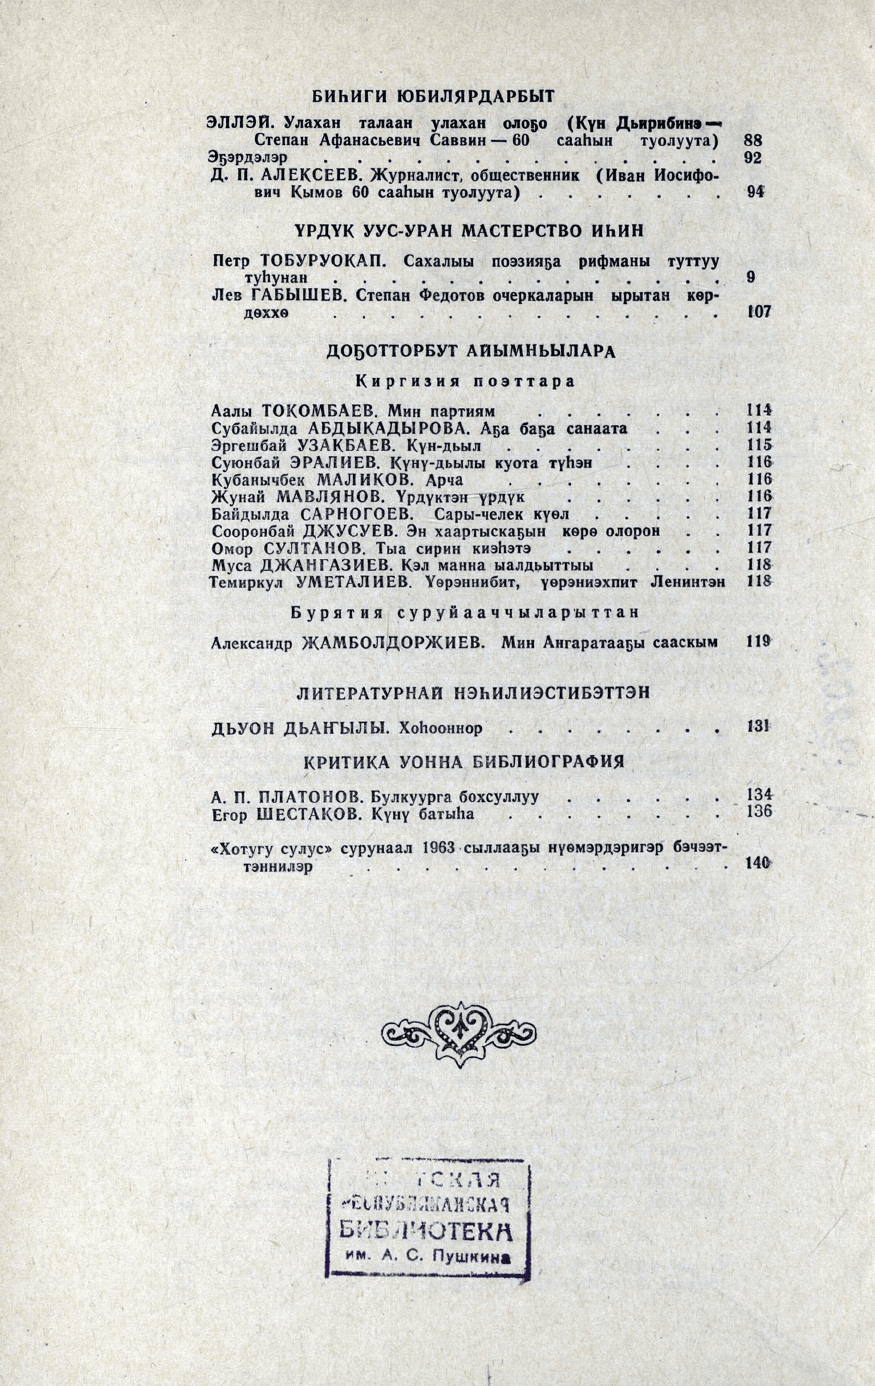 БИҺИГИ ЮБИЛЯРДАРБЫТ
ЭЛЛЭЙ. Улахан талаан улахан олоҕо (Күн Дьирибинэ —
Степан Афанасьевич Саввин — 60 сааһын туолуута) 88
Эҕэрдэлэр . . . . . . . . . . . . . 92
Д. П. АЛЕКСЕЕВ. Журналист, общественник (Иван Иосифо-
вич Кымов 60 сааһын туолуута) . . . . . . . 94
ҮРДҮК УУС-УРАН МАСТЕРСТВО ИҺИН
Петр ТОБУРУОКАП. Сахалыы поэзияҕа рифманы туттуу
туһунан . . . . . . . . . . . . . 9
Лев ГАБЫШЕВ. Степан Федотов очеркаларын ырытан көр-
дөххө . . . . . . . . . . . . . 107
ДОҔОТТОРБУТ АЙЫМНЬЫЛАРА
Киргизия поэттара
Аалы ТОКОМБАЕВ. Мин партиям . . . . . . . 114
Субайылда АБДЫКАДЫРОВА. Аҕа баҕа санаата . . . 114
Эргешбай УЗАКБАЕВ. Күн-дьыл . . . . . . . 115
Суюнбай ЭРАЛИЕВ. Күнү-дьылы куота түһэн . . . . 116
Кубанычбек МАЛИКОВ. Арча . . . . . . . 116
Жунай МАВЛЯНОВ. Үрдүктэн үрдүк . . . . . . 116
Байдылда САРНОГОЕВ. Сары-челек күөл . . . . . 117
Сооронбай ДЖУСУЕВ. Эн хаартыскаҕын көрө олорон . . 117
Омор СУЛТАНОВ. Тыа сирин киэһэтэ . . . . . . 117
Муса ДЖАНГАЗИЕВ. Кэл манна ыалдьыттыы . . . . 118
Темиркул УМЕТАЛИЕВ. Үөрэннибит, үөрэниэхпит Ленинтэн 118
Бурятия суруйааччыларыттан
Александр ЖАМБОЛДОРЖИЕВ. Мин Ангаратааҕы сааскым 119
ЛИТЕРАТУРНАЙ НЭҺИЛИЭСТИБЭТТЭН
ДЬУОН ДЬАҤЫЛЫ. Хоһооннор . . . . . . . . 131
КРИТИКА УОННА БИБЛИОГРАФИЯ
А. П. ПЛАТОНОВ. Булкуурга бохсуллуу . . . . . . 134
Егор ШЕСТАКОВ. Күнү батыһа . . . . . . . . 136
«Хотугу сулус» сурунаал 1963 сыллааҕы нүөмэрдэригэр бэчээт-
тэннилэр . . . . . . . . . . . . . 140
РЕСПУБЛИКАНСКАЯ
БИБЛИОТЕКА
им. А. С. Пушкина